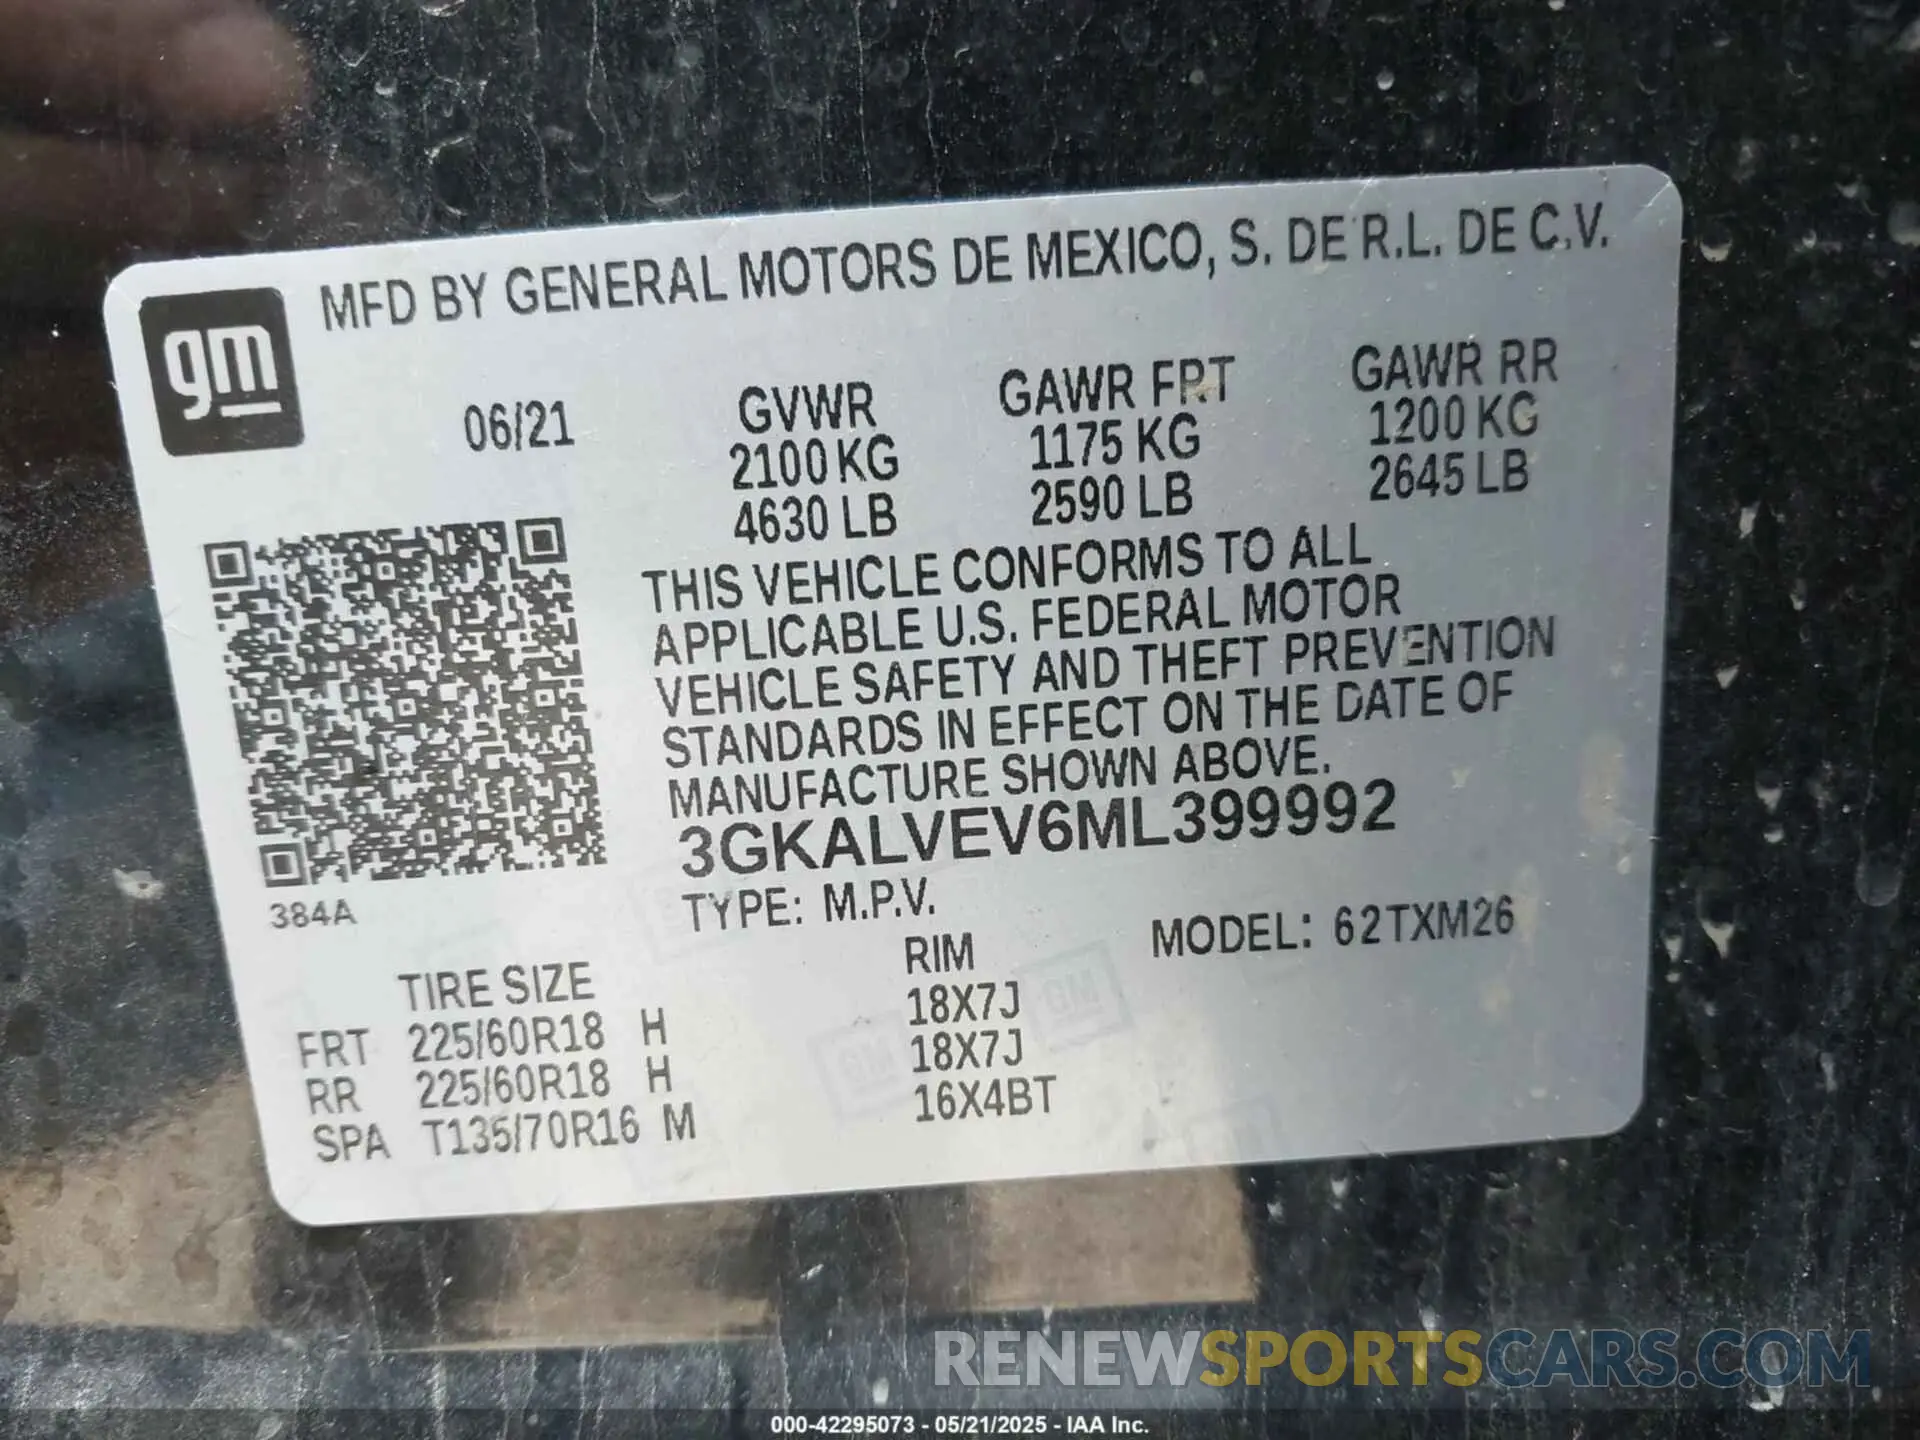 MFD BY GENERAL MOTORS DE MEXICO, S. DE R.L. DE C.V.
gm
06/21
GVWR
2100 KG
4630 LB
GAWR FRT
1175 KG
2590 LB
GAWR RR
1200 KG
2645 LB
THIS VEHICLE CONFORMS TO ALL
APPLICABLE U.S. FEDERAL MOTOR
VEHICLE SAFETY AND THEFT PREVENTION
STANDARDS IN EFFECT ON THE DATE OF
MANUFACTURE SHOWN ABOVE.
3GKALVEV6ML399992
384A
TYPE: M.P.V.
MODEL: 62TXM26
TIRE SIZE RIM
FRT 225/60R18 H 18X7J
RR 225/60R18 H 18X7J
SPA T135/70R16 M 16X4BT
GM
GM
RENEWSPORTSCARS.COM
000-42295073 - 05/21/2025 - IAA Inc.